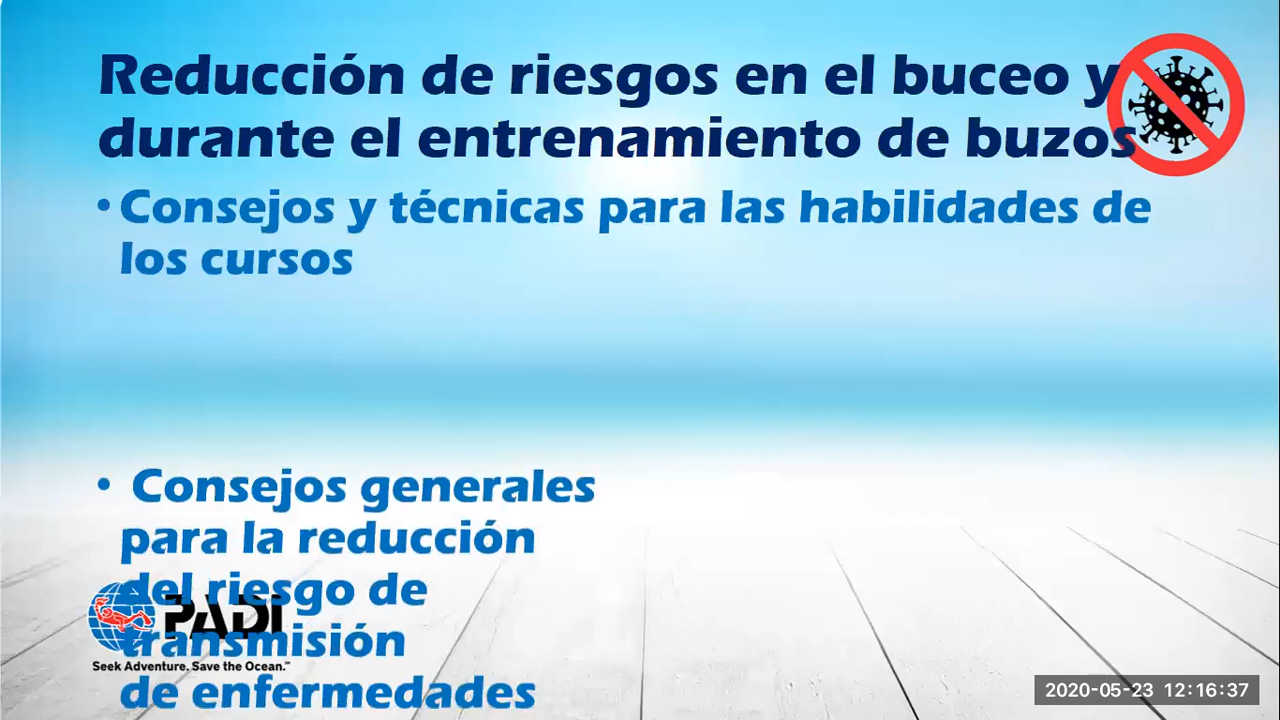 Reducción de riesgos en el buceo y
durante el entrenamiento de buzos
• Consejos y técnicas para las habilidades de
los cursos
• Consejos generales
para la reducción
del riesgo de
PADI
transmisión
Seek Adventure. Save the Ocean.™
de enfermedades
2020-05-23 12:16:37